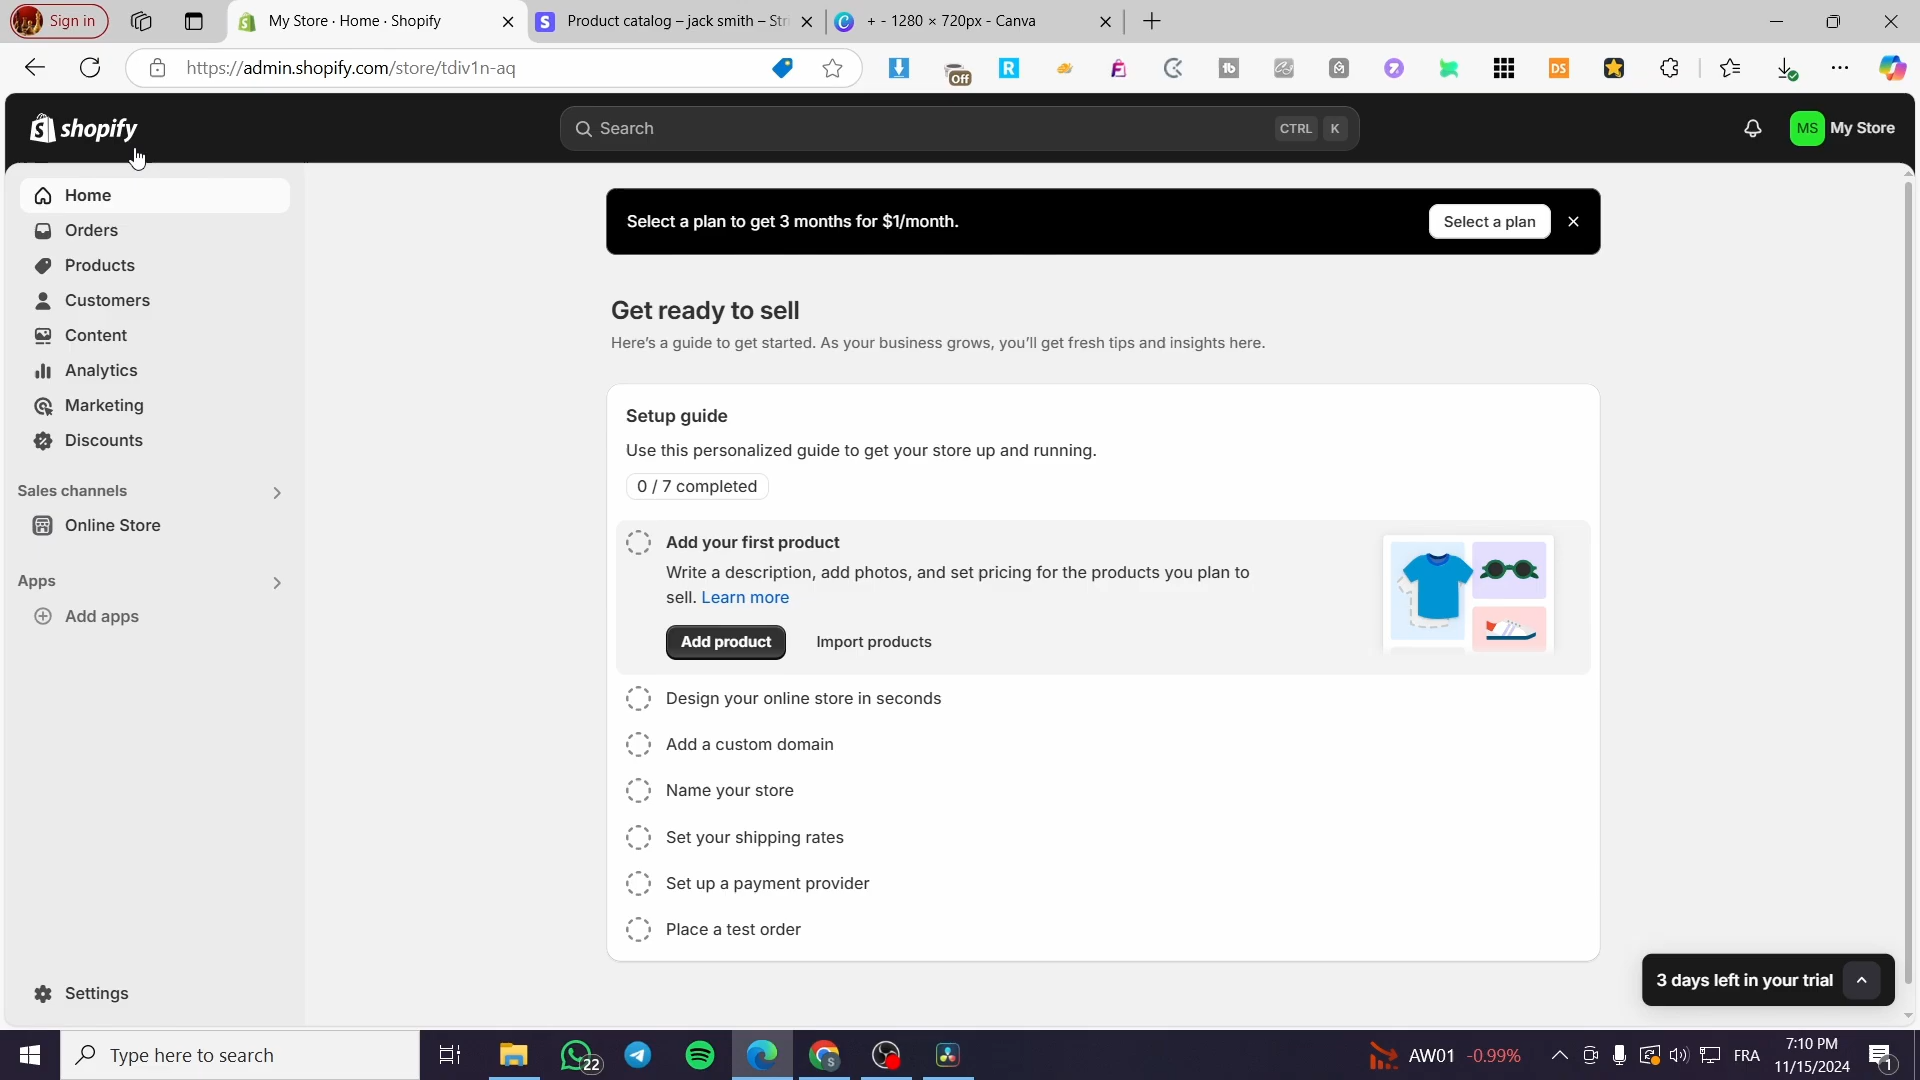 Sign in
My Store · Home · Shopify
Product catalog – jack smith – Str
+ - 1280 × 720px - Canva
https://admin.shopify.com/store/tdiv1n-aq
Off
R
tb
DS
shopify
Search
CTRL K
MS
My Store
Home
Orders
Products
Customers
Content
Analytics
Marketing
Discounts
Sales channels
Online Store
Apps
Add apps
Settings
Select a plan to get 3 months for $1/month.
Select a plan
Get ready to sell
Here's a guide to get started. As your business grows, you'll get fresh tips and insights here.
Setup guide
Use this personalized guide to get your store up and running.
0 / 7 completed
Add your first product
Write a description, add photos, and set pricing for the products you plan to
sell. Learn more
Add product
Import products
Design your online store in seconds
Add a custom domain
Name your store
Set your shipping rates
Set up a payment provider
Place a test order
3 days left in your trial
Type here to search
22
AW01 -0.99%
FRA
7:10 PM
11/15/2024
1